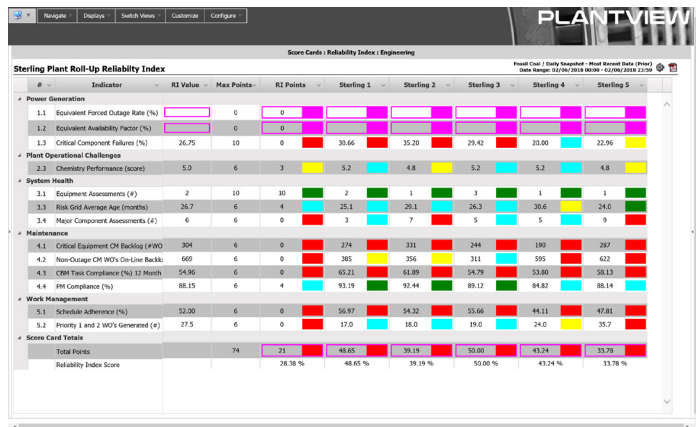 Navigate Displays Switch Views Customize Configure
PLANTVIEW
Score Cards : Reliability Index : Engineering
Sterling Plant Roll-Up Reliabilty Index
Fossil Coal / Daily Snapshot - Most Recent Data (Prior)
Date Range: 02/06/2018 00:00 - 02/06/2018 23:59
# Indicator RI Value Max Points RI Points Sterling 1 Sterling 2 Sterling 3 Sterling 4 Sterling 5
Power Generation
1.1 Equivalent Forced Outage Rate (%) 0 0
1.2 Equivalent Availability Factor (%) 0 0
1.3 Critical Component Failures (%) 26.75 10 0 30.66 35.20 29.42 20.00 22.96
Plant Operational Challenges
2.3 Chemistry Performance (score) 5.0 6 3 5.2 4.8 5.2 5.2 4.8
System Health
3.1 Equipment Assessments (#) 2 10 10 2 1 3 1 1
3.3 Risk Grid Average Age (months) 26.7 6 4 25.1 29.1 26.3 30.6 24.0
3.4 Major Component Assessments (#) 6 6 0 3 7 5 5 9
Maintenance
4.1 Critical Equipment CM Backlog (#WO 304 6 0 274 331 244 190 287
4.2 Non-Outage CM WO's On-Line Backlo 669 6 0 385 356 311 595 622
4.3 CBM Task Compliance (%) 12 Month 54.96 6 0 65.21 61.89 54.79 53.80 58.13
4.4 PM Compliance (%) 88.15 6 4 93.19 92.44 89.12 84.82 88.14
Work Management
5.1 Schedule Adherence (%) 52.00 6 0 56.97 54.32 55.66 44.11 47.81
5.2 Priority 1 and 2 WO's Generated (#) 27.5 6 0 17.0 18.0 19.0 24.0 35.7
Score Card Totals
Total Points 74 21 48.65 39.19 50.00 43.24 33.78
Reliability Index Score 28.38 % 48.65 % 39.19 % 50.00 % 43.24 % 33.78 %